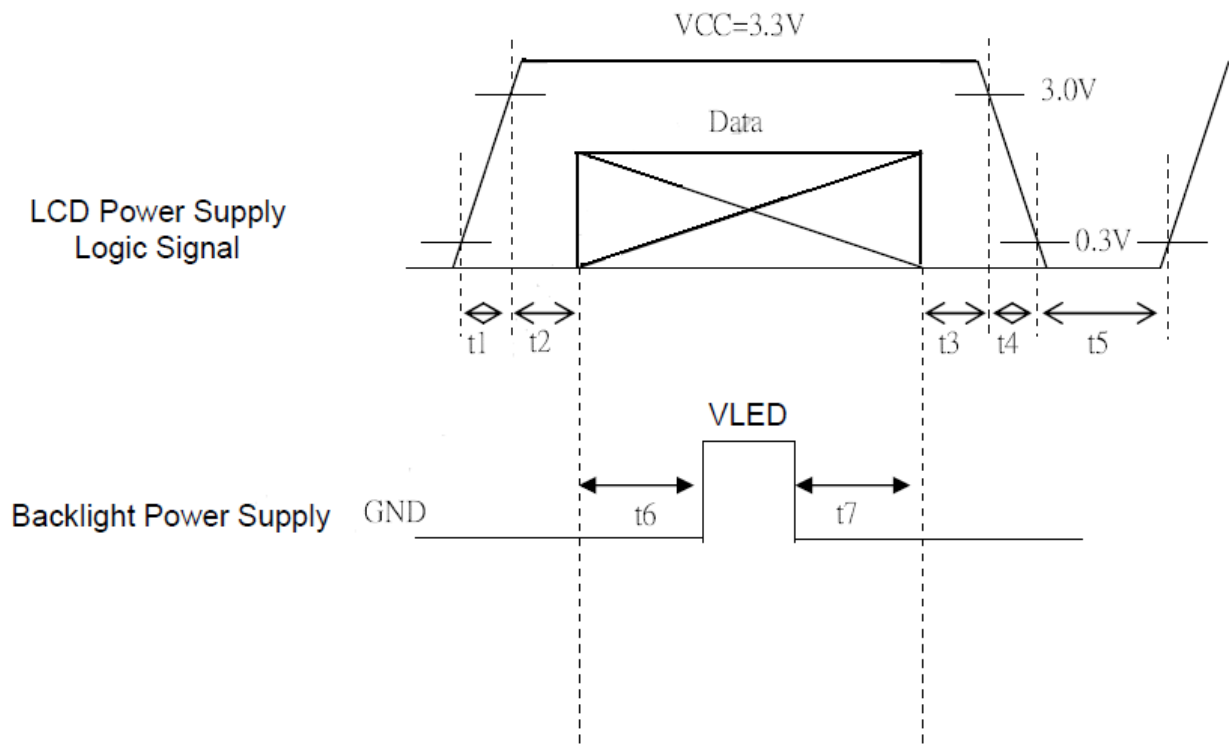 VCC=3.3V
3.0V
Data
LCD Power Supply
Logic Signal
0.3V
t1
t2
t3
t4
t5
VLED
Backlight Power Supply
GND
t6
t7